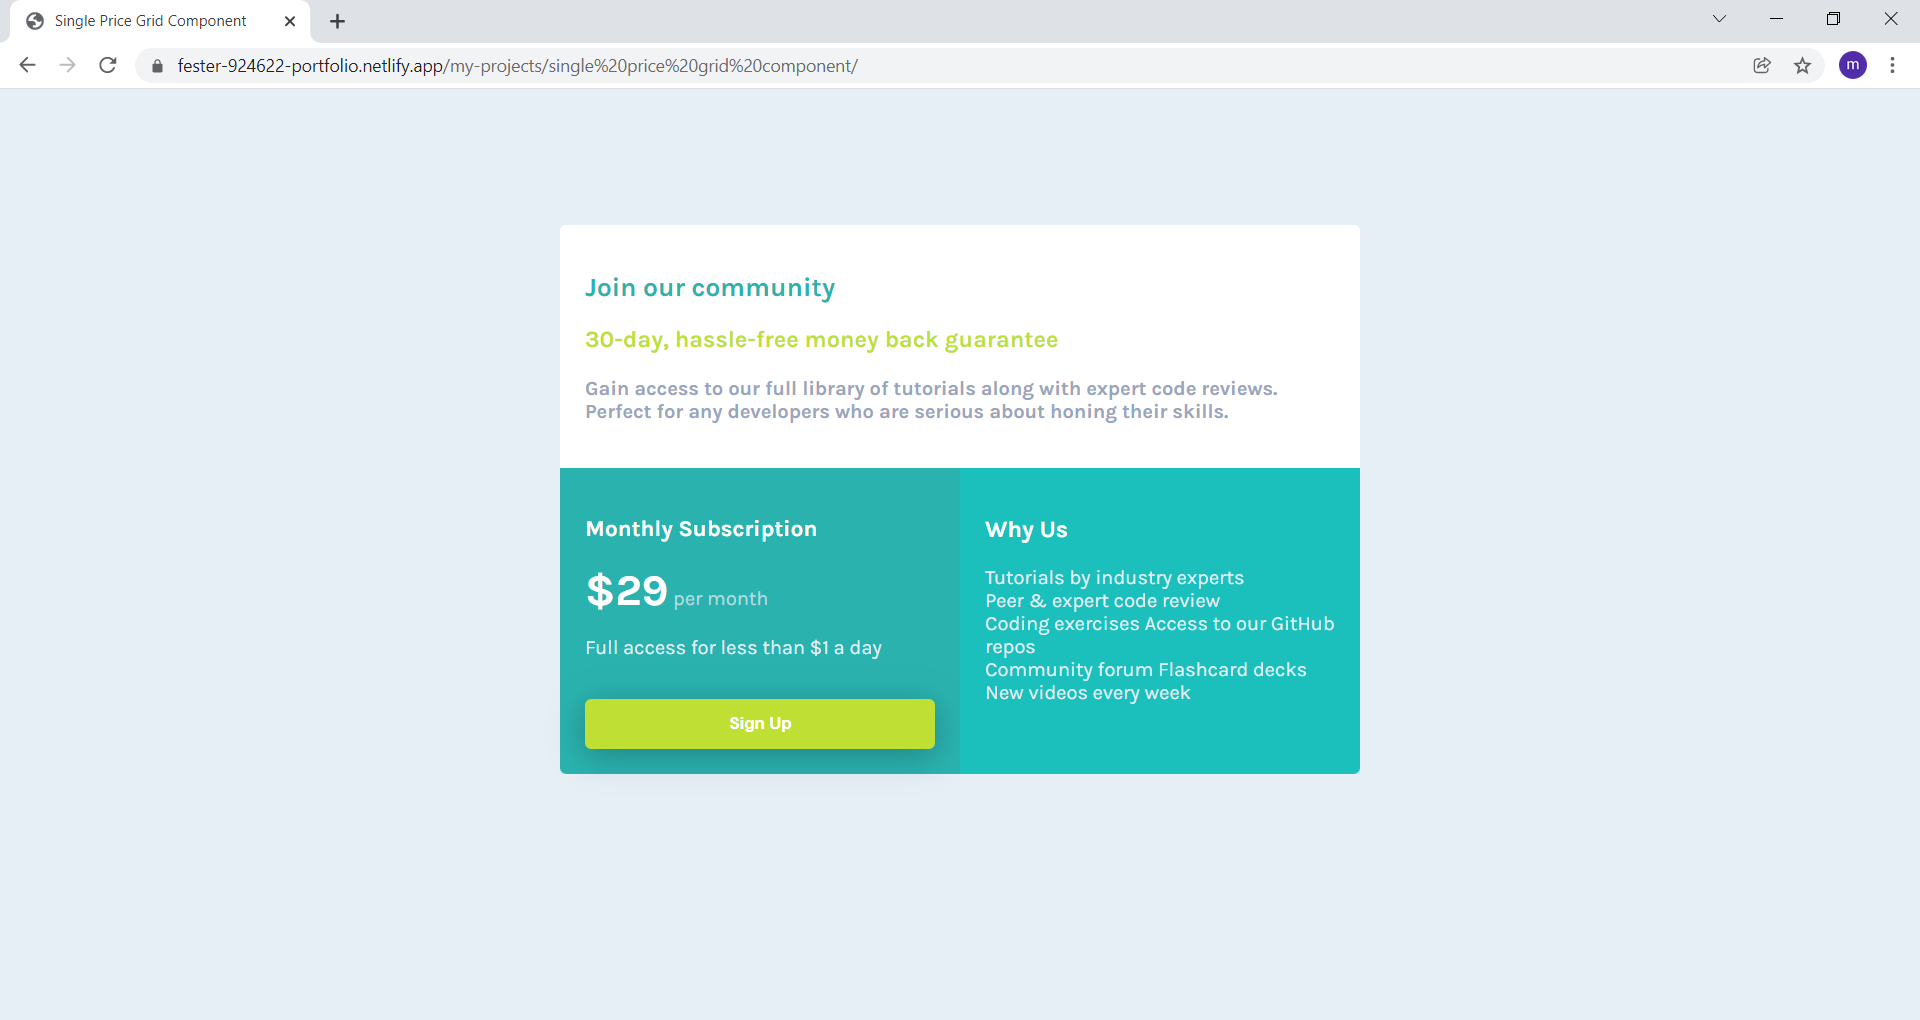 Single Price Grid Component
fester-924622-portfolio.netlify.app/my-projects/single%20price%20grid%20component/
m
Join our community
30-day, hassle-free money back guarantee
Gain access to our full library of tutorials along with expert code reviews.
Perfect for any developers who are serious about honing their skills.
Monthly Subscription
$29 per month
Full access for less than $1 a day
Sign Up
Why Us
Tutorials by industry experts
Peer & expert code review
Coding exercises Access to our GitHub
repos
Community forum Flashcard decks
New videos every week